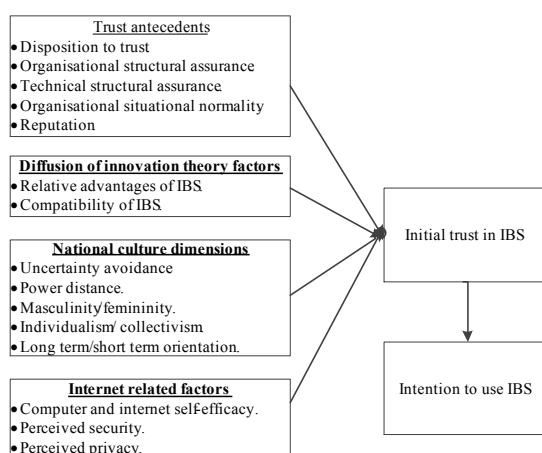 Trust antecedents
• Disposition to trust
• Organisational structural assurance
• Technical structural assurance.
• Organisational situational normality
• Reputation
Diffusion of innovation theory factors
• Relative advantages of IBS.
• Compatibility of IBS.
National culture dimensions
• Uncertainty avoidance
• Power distance.
• Masculinity/femininity.
• Individualism/ collectivism
• Long term/short term orientation.
Internet related factors
• Computer and internet self-efficacy.
• Perceived security.
• Perceived privacy.
Initial trust in IBS
Intention to use IBS